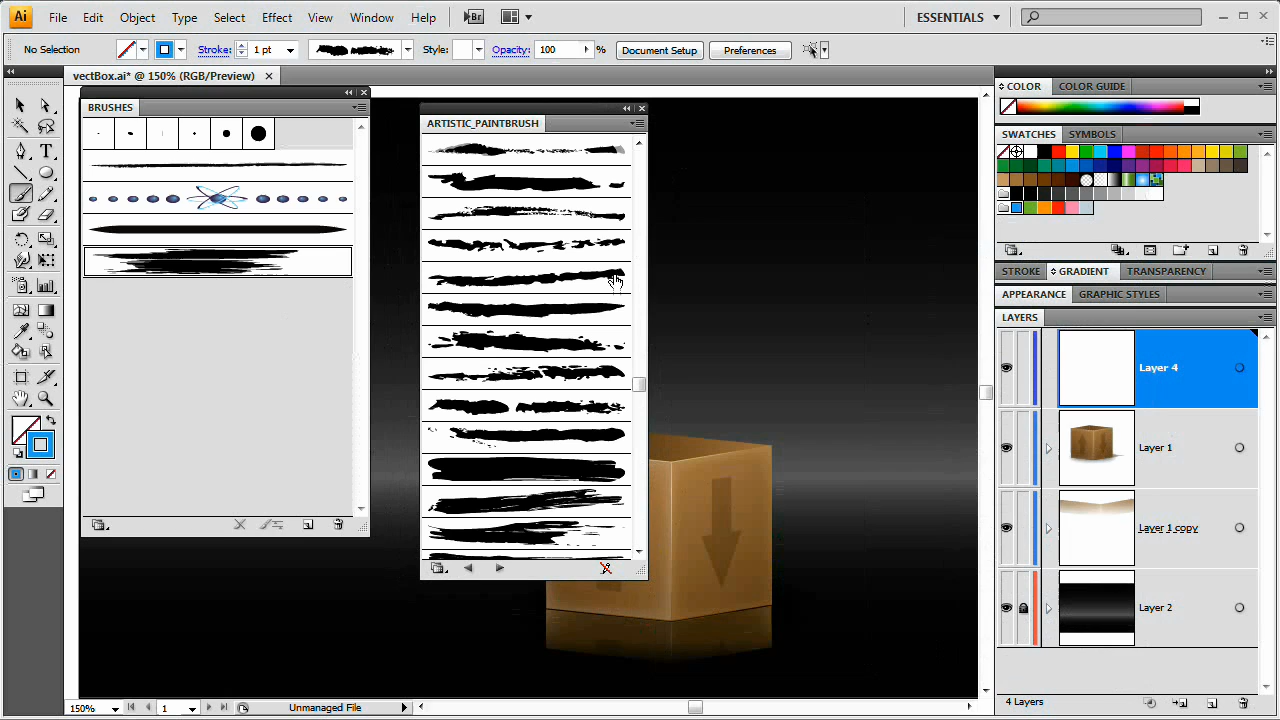 Ai File Edit Object Type Select Effect View Window Help Br ESSENTIALS
No Selection Stroke: 1 pt Style: Opacity: 100 % Document Setup Preferences
vectBox.ai* @ 150% (RGB/Preview)
BRUSHES
ARTISTIC_PAINTBRUSH
COLOR COLOR GUIDE
SWATCHES SYMBOLS
STROKE GRADIENT TRANSPARENCY
APPEARANCE GRAPHIC STYLES
LAYERS
Layer 4
Layer 1
Layer 1 copy
Layer 2
4 Layers
150% 1 Unmanaged File